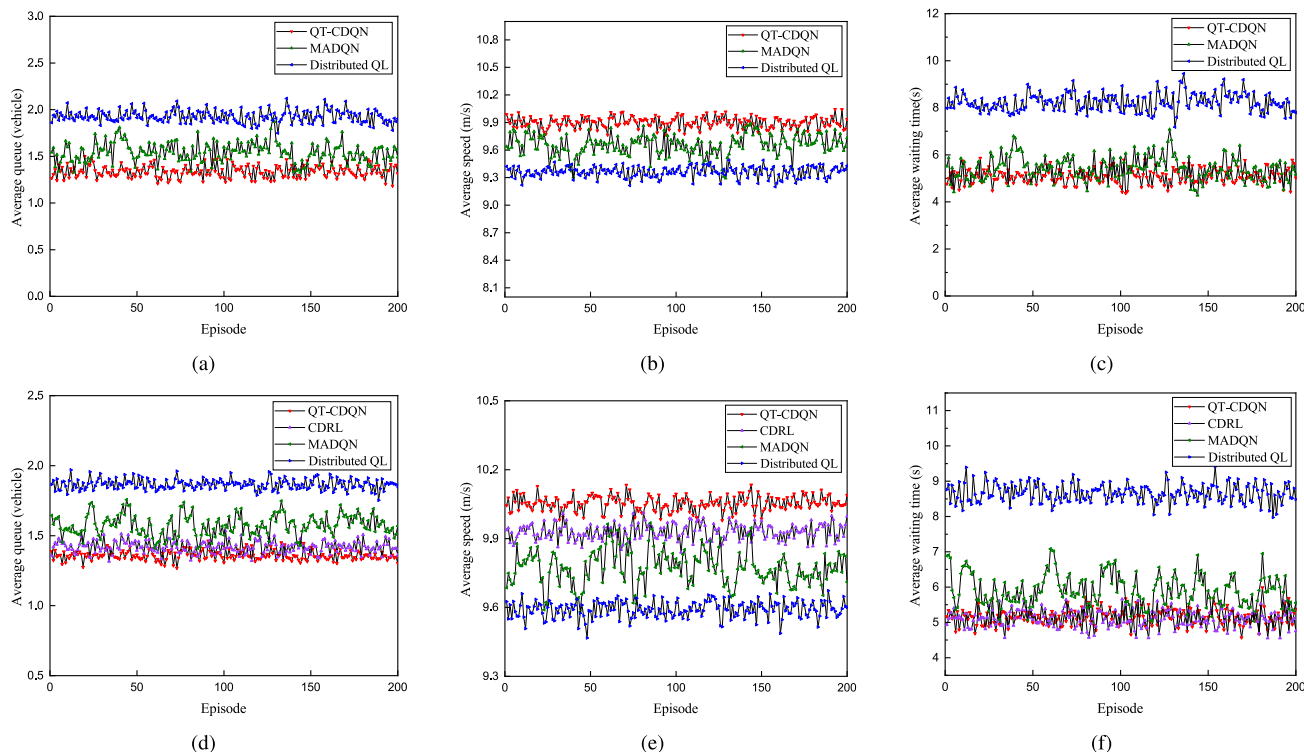 3.0
2.5
2.0
1.5
1.0
0.5
0.0
0
50
100
150
200
Average queue (vehicle)
Episode
QT-CDQN
MADQN
Distributed QL
(a)
10.8
10.5
10.2
9.9
9.6
9.3
9.0
8.7
8.4
8.1
0
50
100
150
200
Average speed (m/s)
Episode
QT-CDQN
MADQN
Distributed QL
(b)
12
10
8
6
4
2
0
0
50
100
150
200
Average waiting time(s)
Episode
QT-CDQN
MADQN
Distributed QL
(c)
2.5
2.0
1.5
1.0
0.5
0
50
100
150
200
Average queue (vehicle)
Episode
QT-CDQN
CDRL
MADQN
Distributed QL
(d)
10.5
10.2
9.9
9.6
9.3
0
50
100
150
200
Average speed (m/s)
Episode
QT-CDQN
CDRL
MADQN
Distributed QL
(e)
11
10
9
8
7
6
5
4
0
50
100
150
200
Average waiting time (s)
Episode
QT-CDQN
CDRL
MADQN
Distributed QL
(f)